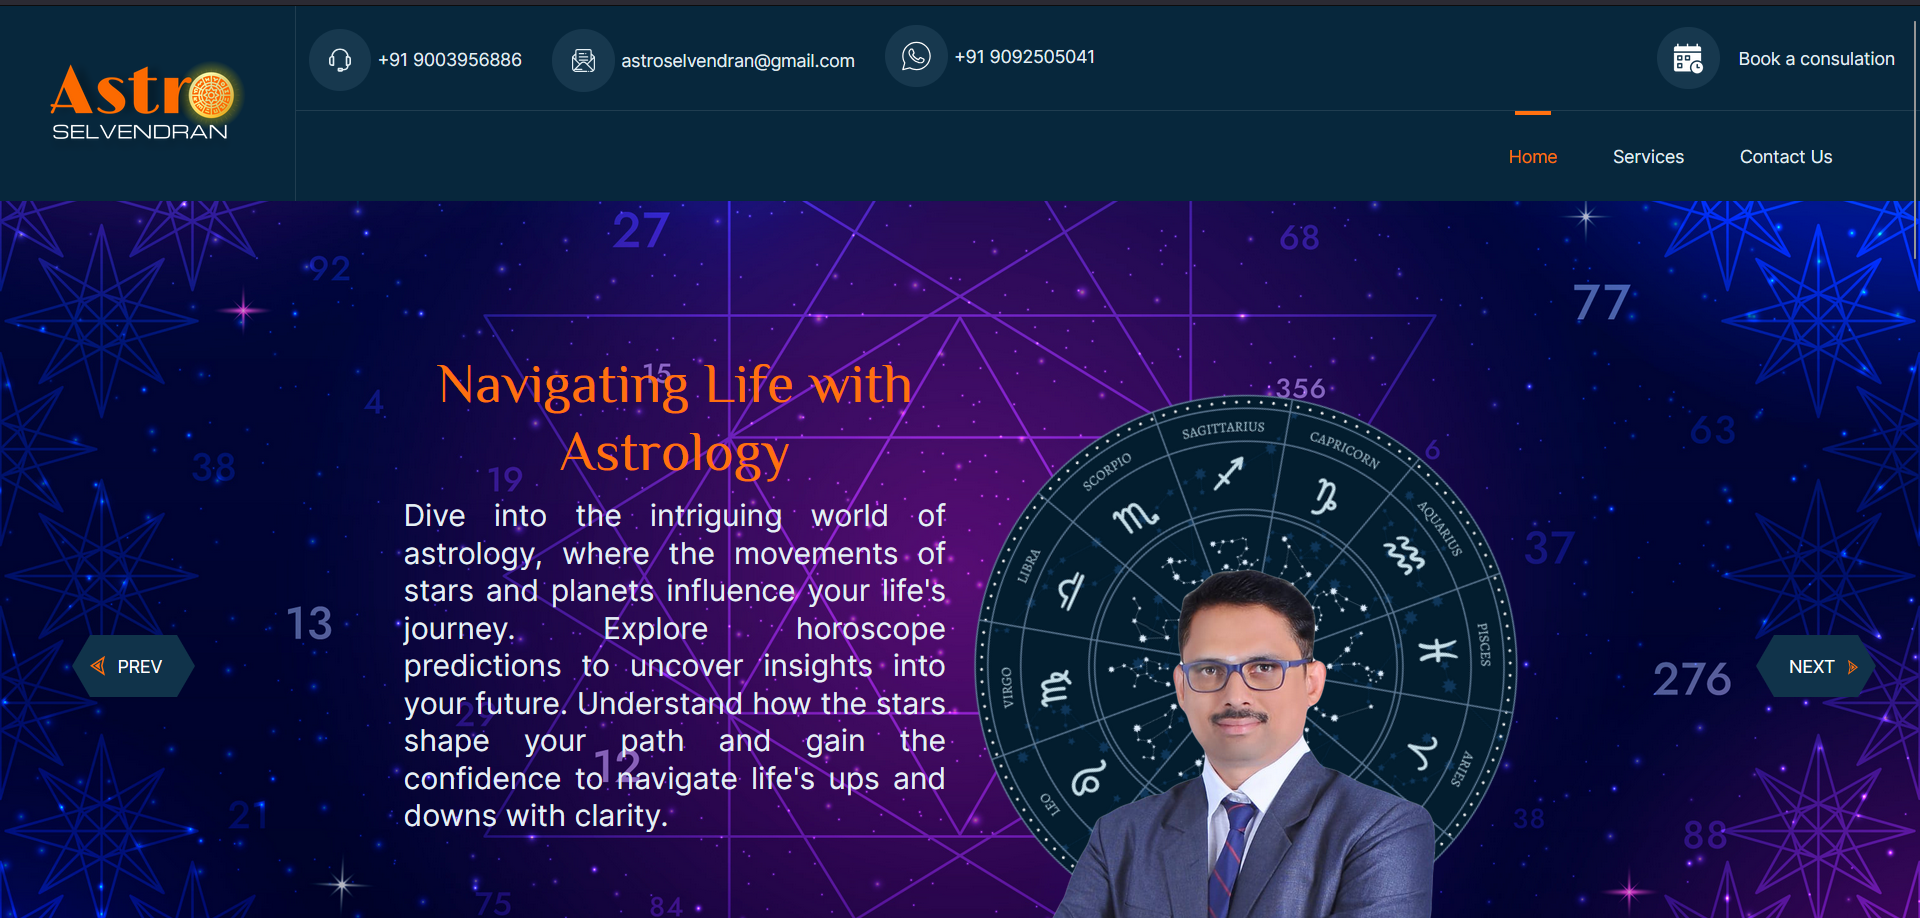 Astro
SELVENDRAN
+91 9003956886
astroselvendran@gmail.com
+91 9092505041
Book a consulation
Home
Services
Contact Us
27
68
92
77
15
356
4
Navigating Life with
Astrology
63
6
38
19
Dive into the intriguing world of
astrology, where the movements of
stars and planets influence your life's
journey. Explore horoscope
predictions to uncover insights into
your future. Understand how the stars
shape your path and gain the
confidence to navigate life's ups and
downs with clarity.
SAGITTARIUS
CAPRICORN
SCORPIO
AQUARIUS
LIBRA
PISCES
VIRGO
ARIES
LEO
37
13
PREV
276
NEXT
29
12
21
38
88
75
84